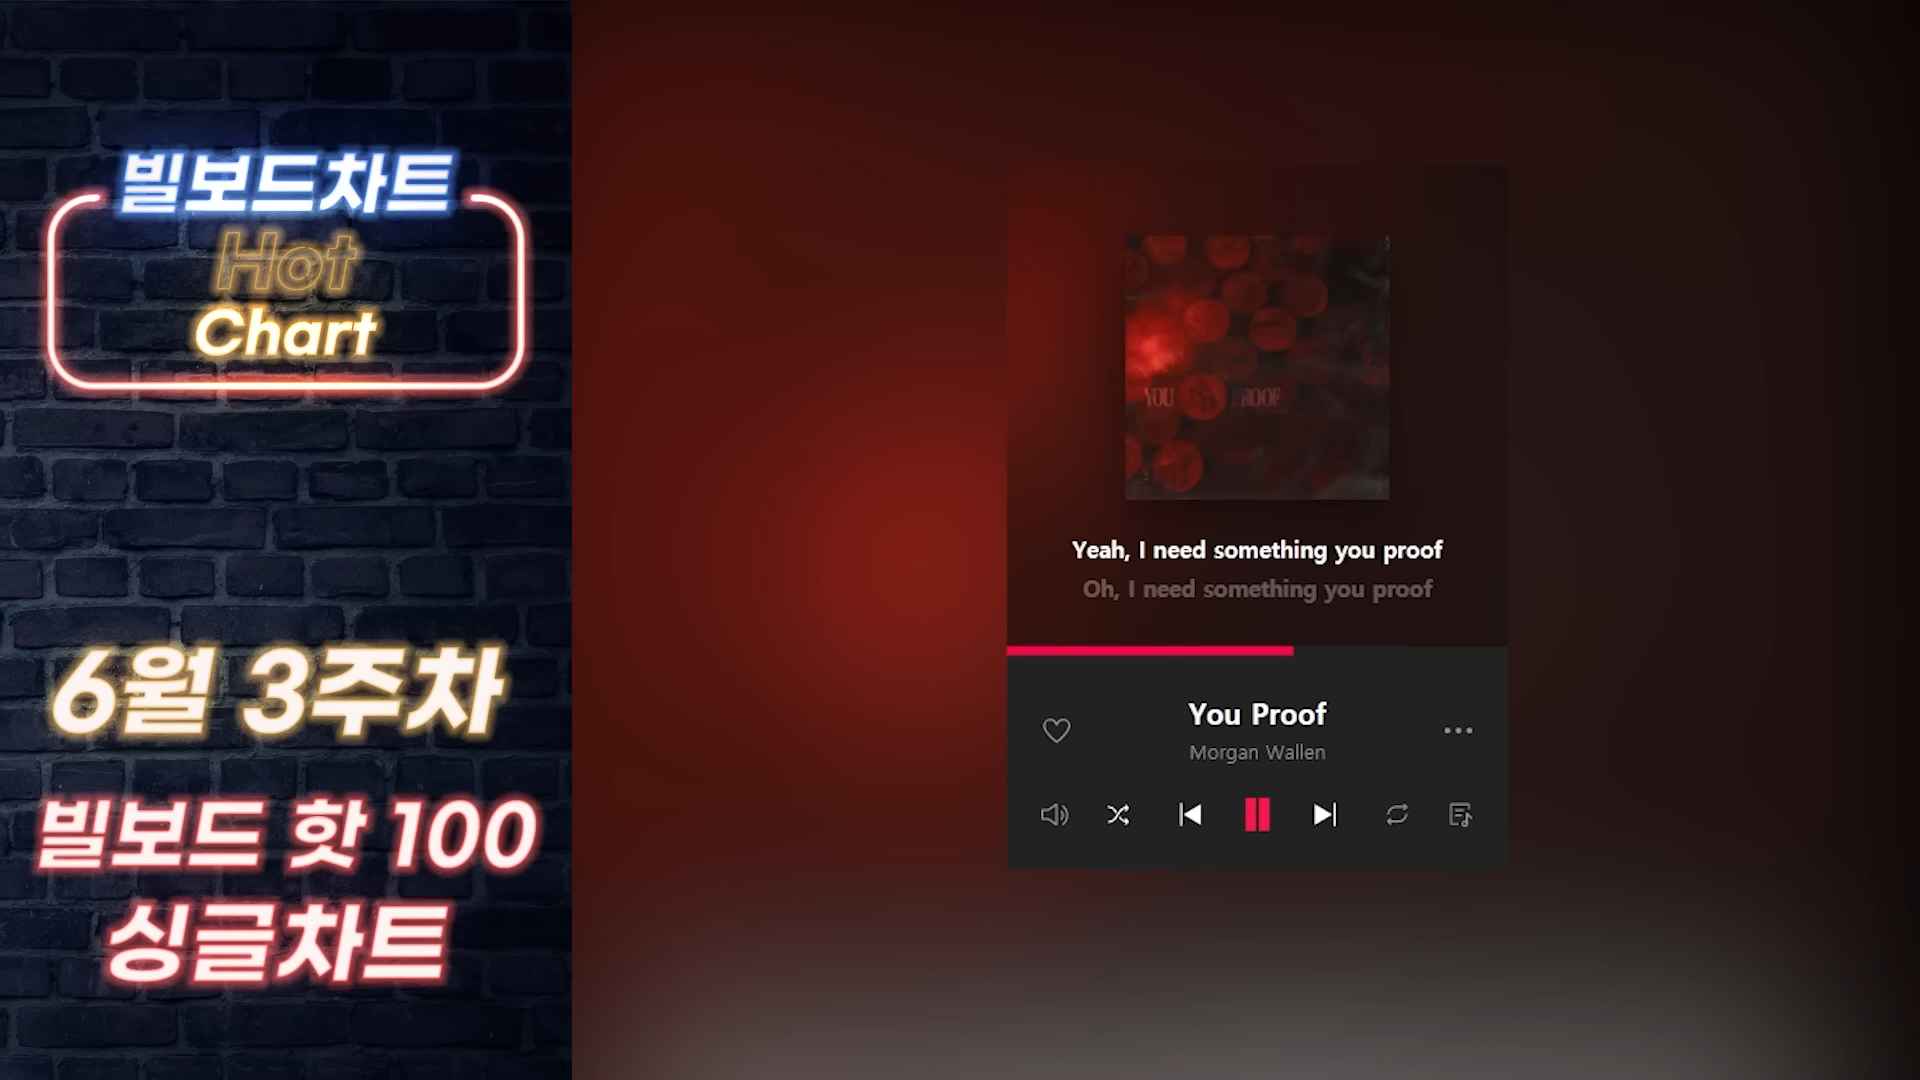 빌보드차트
Hot
Chart
6월 3주차
빌보드 핫 100
싱글차트
YOU PROOF
Yeah, I need something you proof
Oh, I need something you proof
You Proof
Morgan Wallen